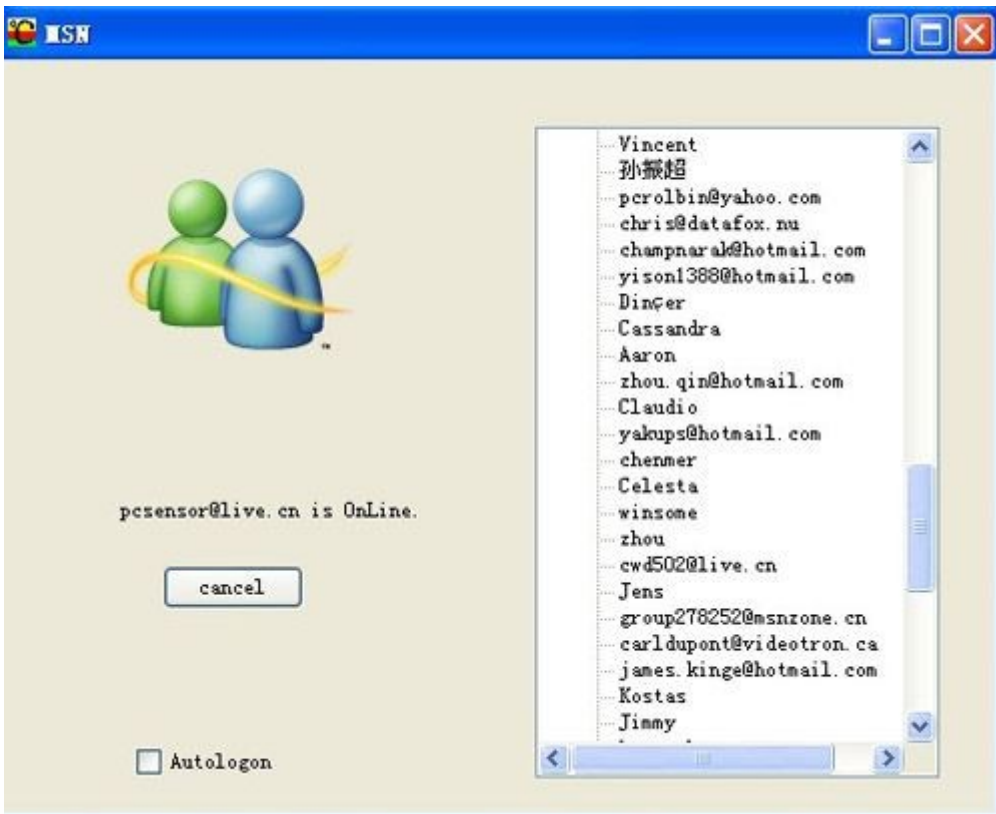 MSN
Vincent
孙振超
pcrolbin@yahoo.com
chris@datafox.nu
champnarak@hotmail.com
yison1388@hotmail.com
Dinçer
Cassandra
Aaron
zhou.qin@hotmail.com
Claudio
yakups@hotmail.com
chenmer
Celesta
winsome
zhou
cwd502@live.cn
Jens
group278252@msnzone.cn
carldupont@videotron.ca
james.kinge@hotmail.com
Kostas
Jimmy
pcsensor@live.cn is OnLine.
cancel
Autologon